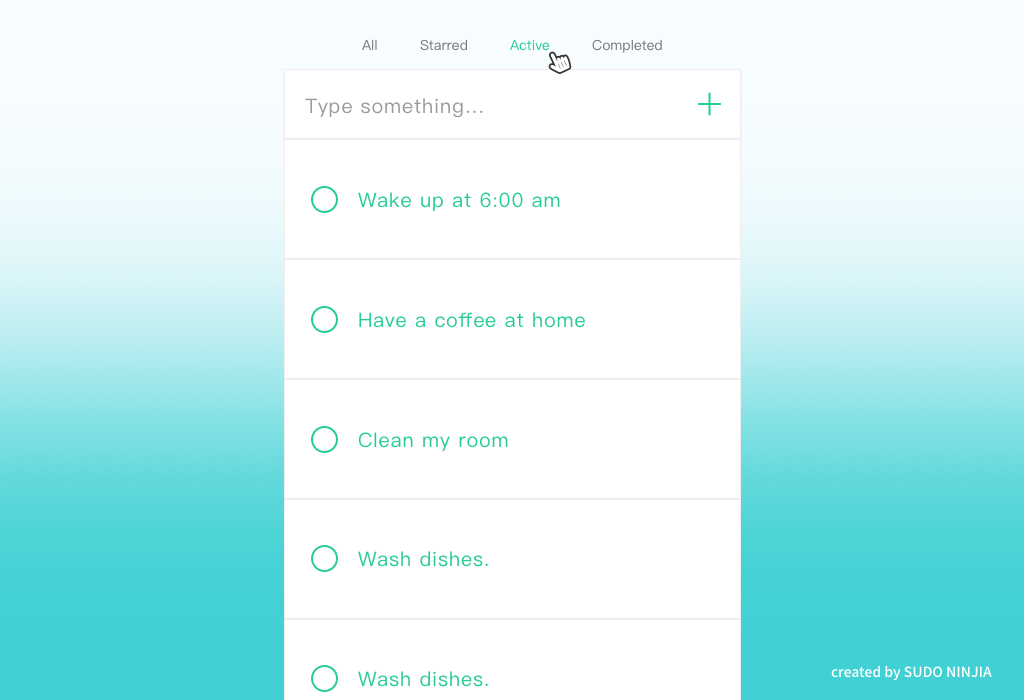 All Starred Active Completed
Type something...
Wake up at 6:00 am
Have a coffee at home
Clean my room
Wash dishes.
Wash dishes.
created by SUDO NINJIA